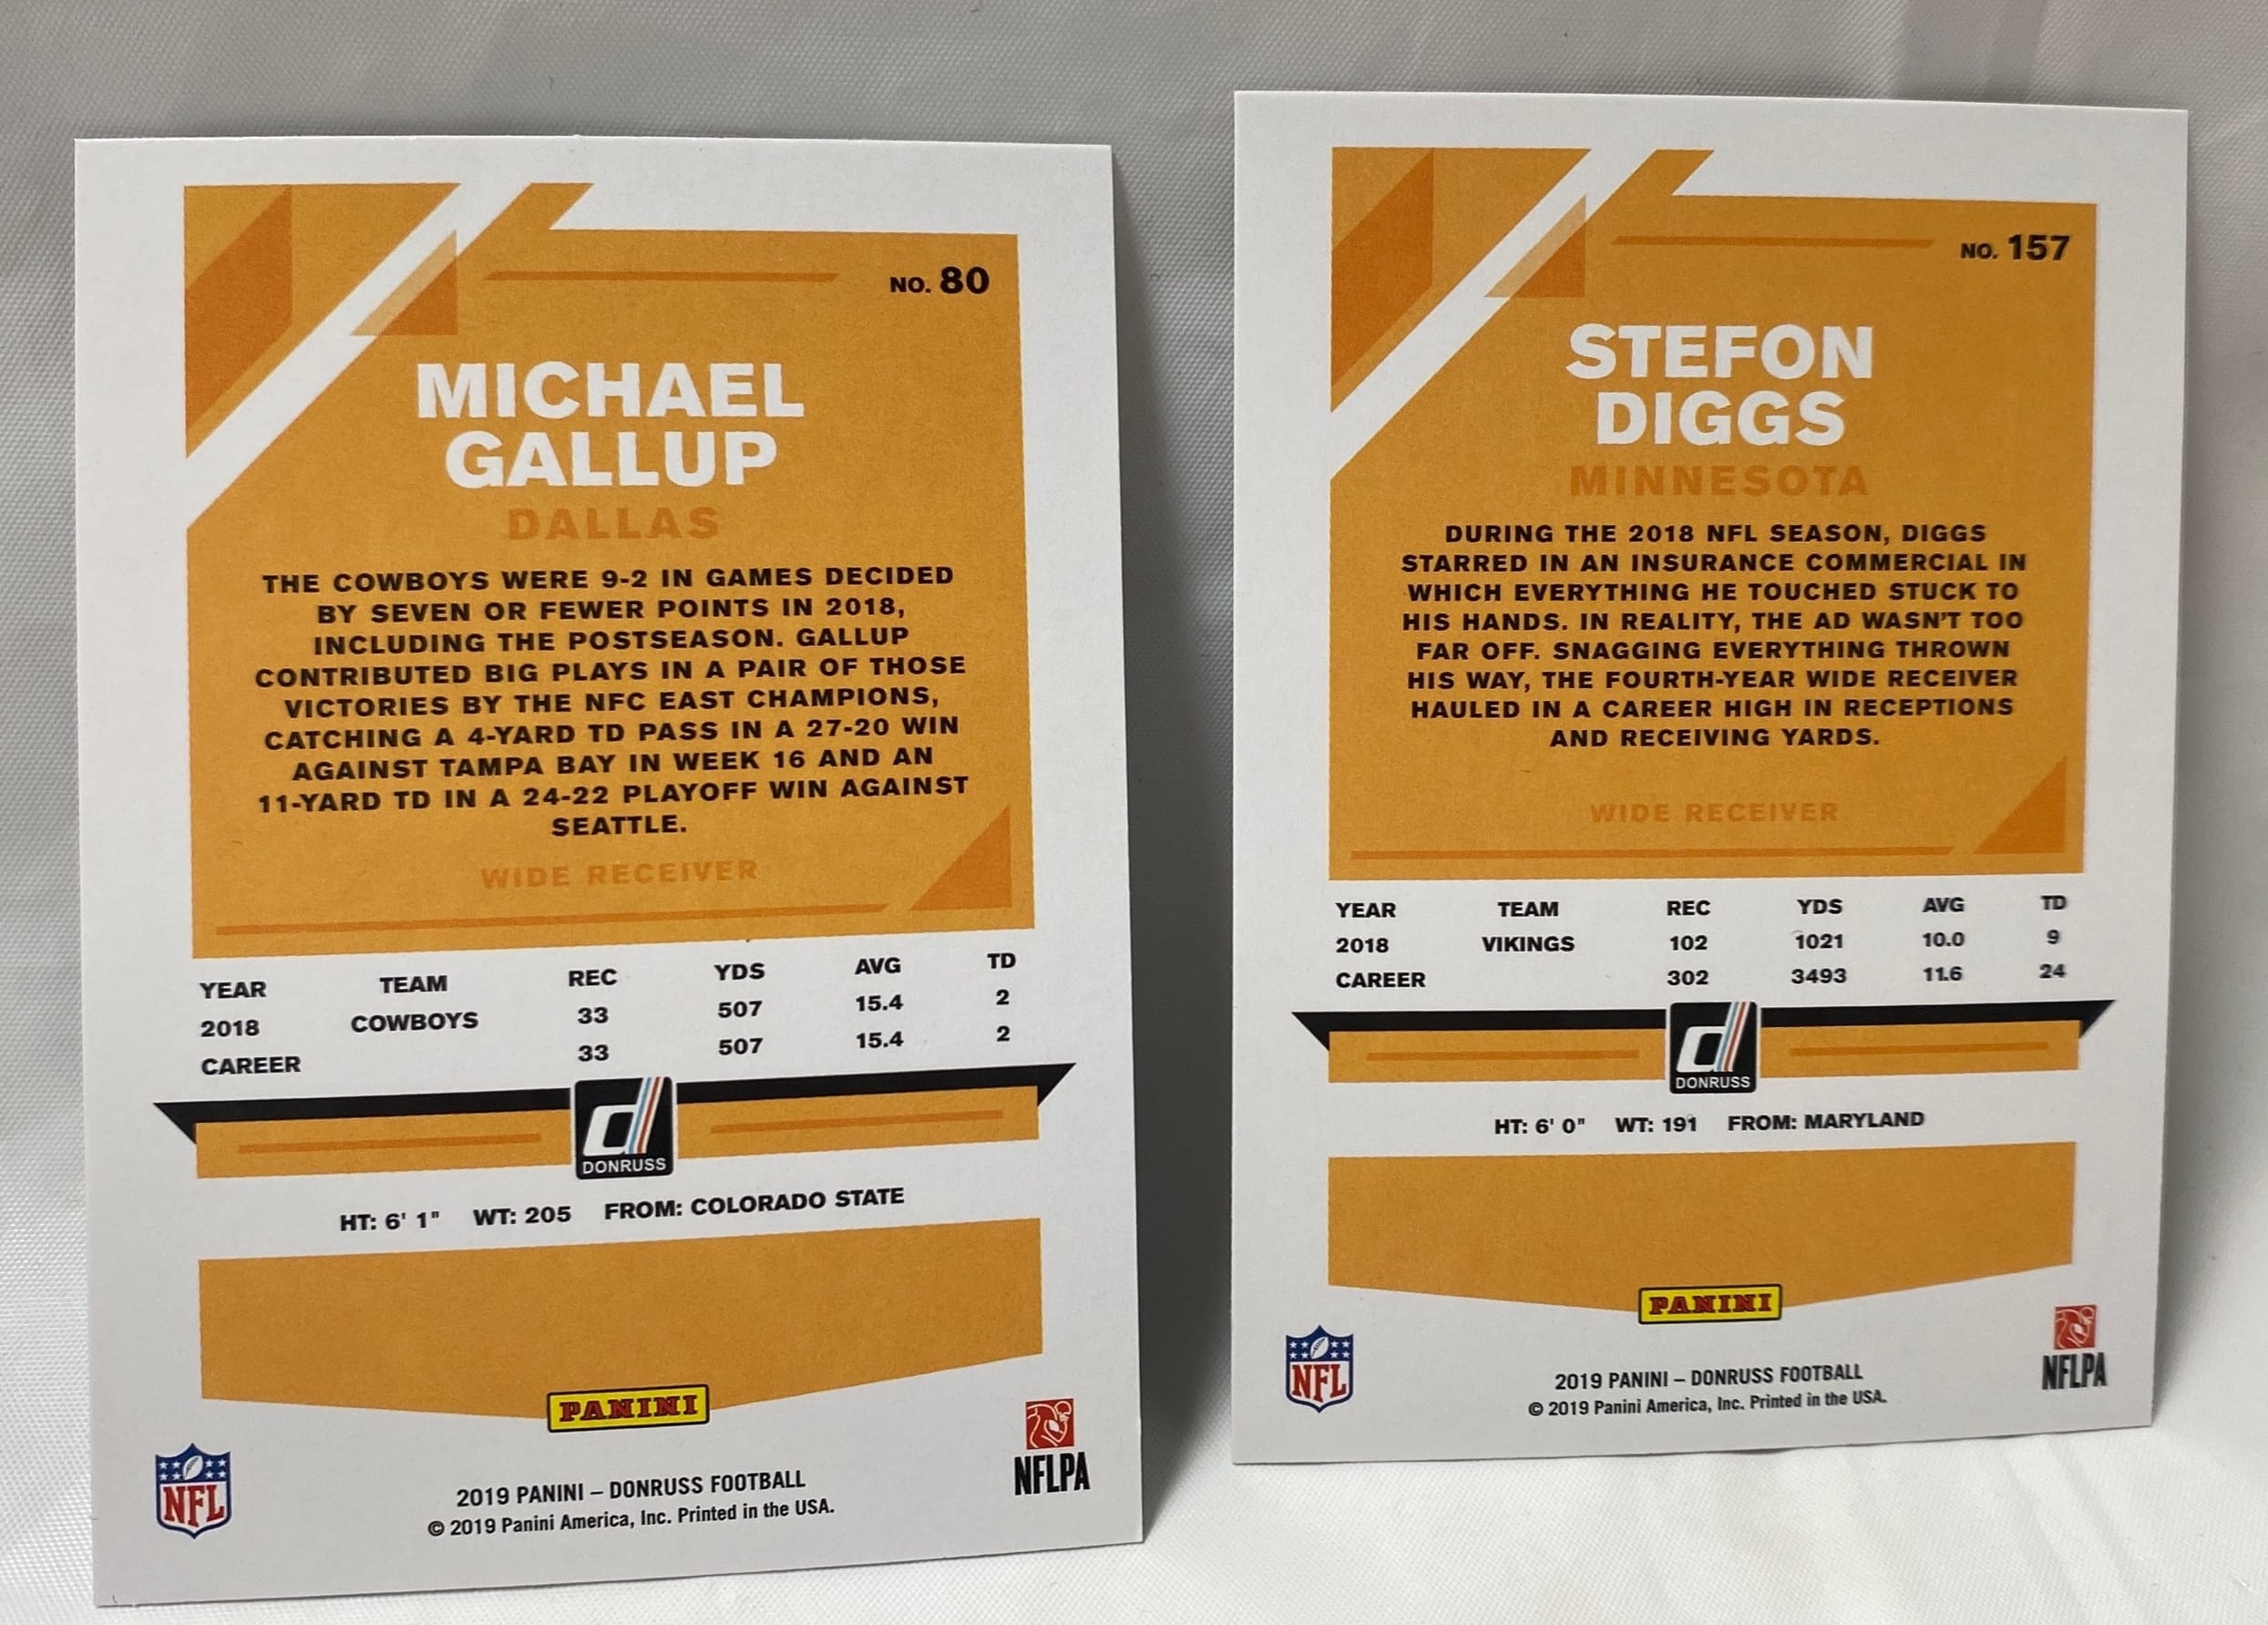 NO. 80
MICHAEL
GALLUP
DALLAS
THE COWBOYS WERE 9-2 IN GAMES DECIDED
BY SEVEN OR FEWER POINTS IN 2018,
INCLUDING THE POSTSEASON. GALLUP
CONTRIBUTED BIG PLAYS IN A PAIR OF THOSE
VICTORIES BY THE NFC EAST CHAMPIONS,
CATCHING A 4-YARD TD PASS IN A 27-20 WIN
AGAINST TAMPA BAY IN WEEK 16 AND AN
11-YARD TD IN A 24-22 PLAYOFF WIN AGAINST
SEATTLE.
WIDE RECEIVER
YEAR TEAM REC YDS AVG TD
2018 COWBOYS 33 507 15.4 2
CAREER 33 507 15.4 2
d
DONRUSS
HT: 6' 1" WT: 205 FROM: COLORADO STATE
PANINI
NFL
NFLPA
2019 PANINI – DONRUSS FOOTBALL
© 2019 Panini America, Inc. Printed in the USA.
NO. 157
STEFON
DIGGS
MINNESOTA
DURING THE 2018 NFL SEASON, DIGGS
STARRED IN AN INSURANCE COMMERCIAL IN
WHICH EVERYTHING HE TOUCHED STUCK TO
HIS HANDS. IN REALITY, THE AD WASN'T TOO
FAR OFF. SNAGGING EVERYTHING THROWN
HIS WAY, THE FOURTH-YEAR WIDE RECEIVER
HAULED IN A CAREER HIGH IN RECEPTIONS
AND RECEIVING YARDS.
WIDE RECEIVER
YEAR TEAM REC YDS AVG TD
2018 VIKINGS 102 1021 10.0 9
CAREER 302 3493 11.6 24
d
DONRUSS
HT: 6' 0" WT: 191 FROM: MARYLAND
PANINI
NFL
NFLPA
2019 PANINI – DONRUSS FOOTBALL
© 2019 Panini America, Inc. Printed in the USA.